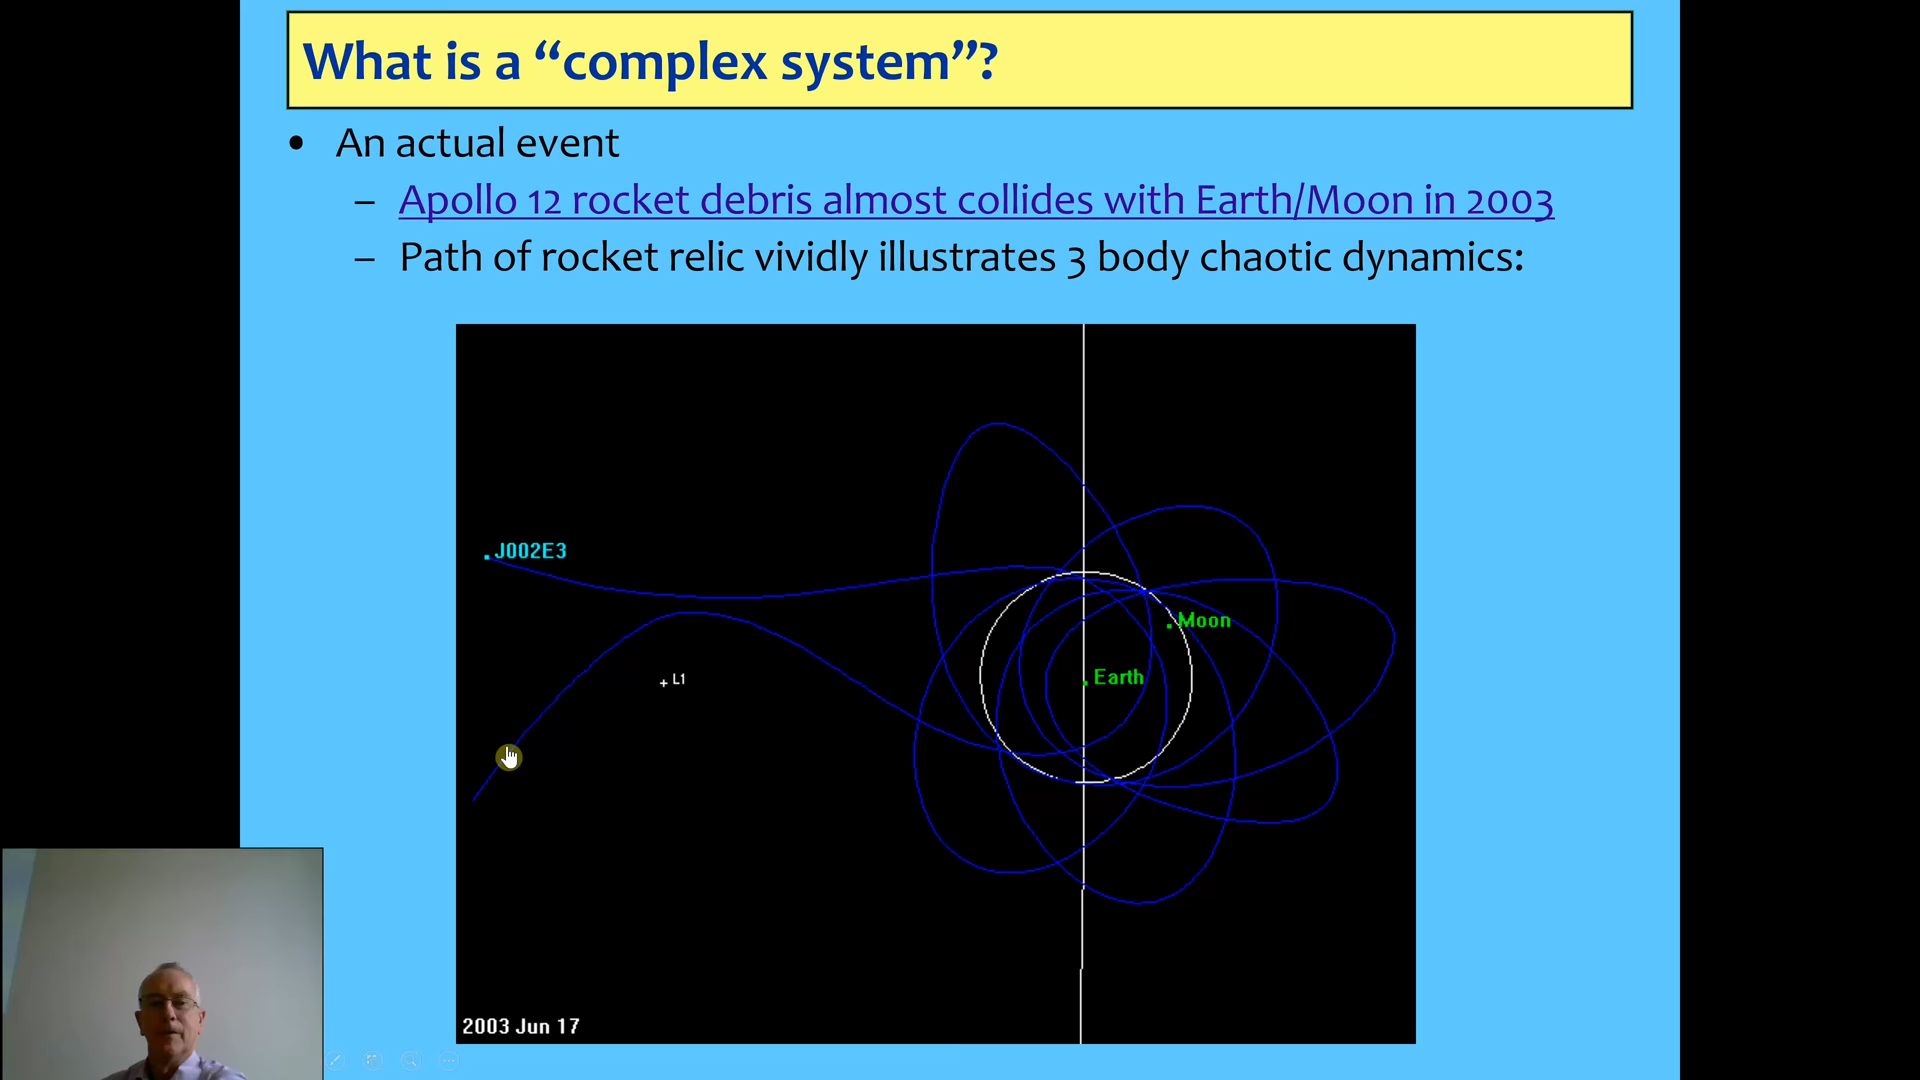 What is a “complex system”?
• An actual event
– Apollo 12 rocket debris almost collides with Earth/Moon in 2003
– Path of rocket relic vividly illustrates 3 body chaotic dynamics:
J002E3
Moon
L1
Earth
2003 Jun 17